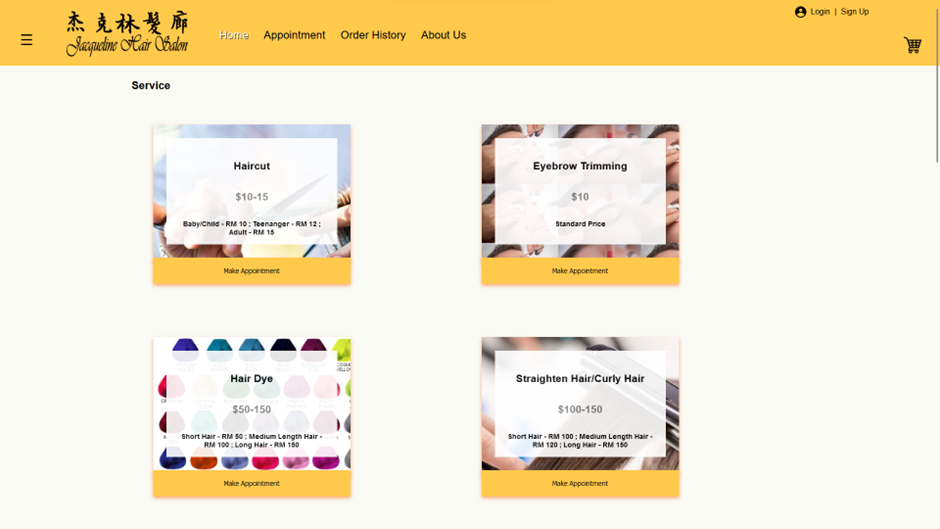 Login | Sign Up
杰克林髮廊
Jacqueline Hair Salon
Home Appointment Order History About Us
Service
Haircut
$10-15
Baby/Child - RM 10 ; Teenanger - RM 12 ;
Adult - RM 15
Make Appointment
Eyebrow Trimming
$10
Standard Price
Make Appointment
Hair Dye
$50-150
Short Hair - RM 50 ; Medium Length Hair -
RM 100 ; Long Hair - RM 150
Make Appointment
Straighten Hair/Curly Hair
$100-150
Short Hair - RM 100 ; Medium Length Hair -
RM 120 ; Long Hair - RM 150
Make Appointment